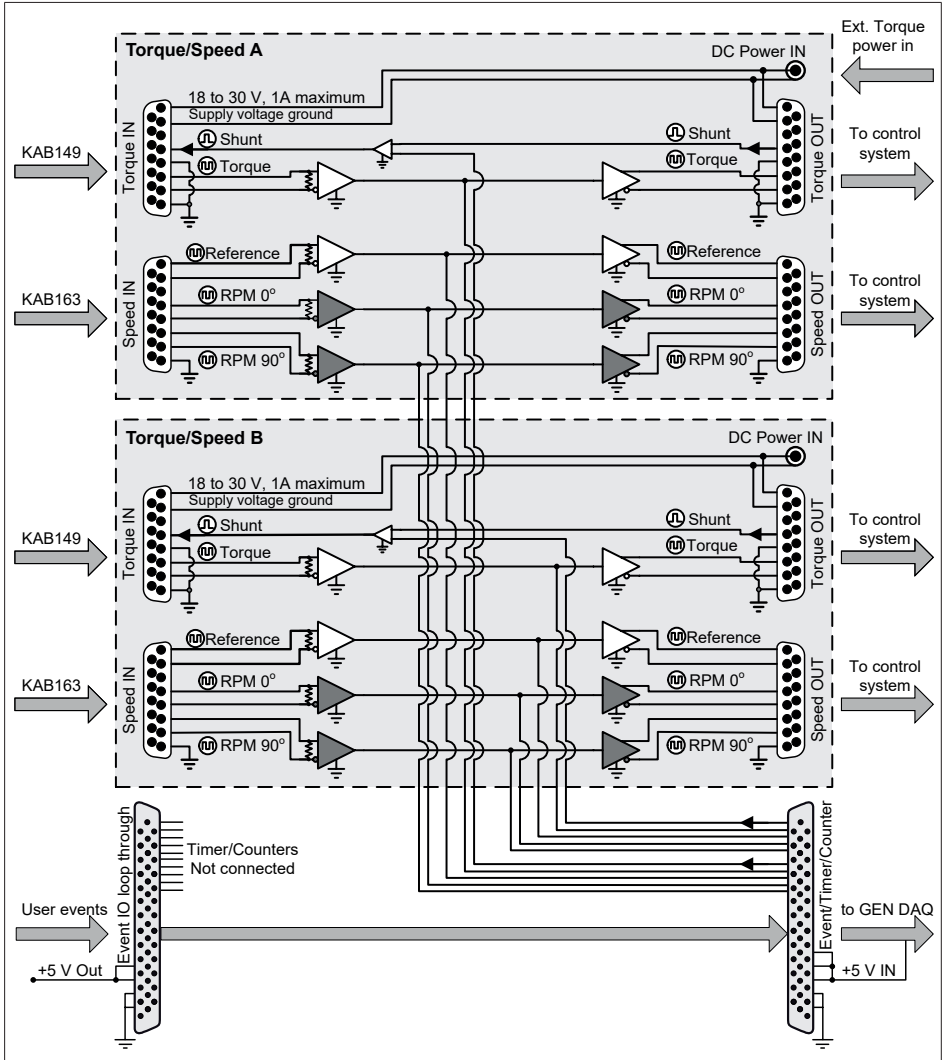 Ext. Torque
power in
Torque/Speed A
DC Power IN
18 to 30 V, 1A maximum
Supply voltage ground
Shunt
Shunt
KAB149
Torque IN
Torque
Torque
Torque OUT
To control
system
Reference
Reference
KAB163
Speed IN
RPM 0°
RPM 0°
Speed OUT
To control
system
RPM 90°
RPM 90°
Torque/Speed B
DC Power IN
18 to 30 V, 1A maximum
Supply voltage ground
Shunt
Shunt
KAB149
Torque IN
Torque
Torque
Torque OUT
To control
system
Reference
Reference
KAB163
Speed IN
RPM 0°
RPM 0°
Speed OUT
To control
system
RPM 90°
RPM 90°
Event IO loop through
Timer/Counters
Not connected
Event/Timer/Counter
User events
to GEN DAQ
+5 V Out
+5 V IN